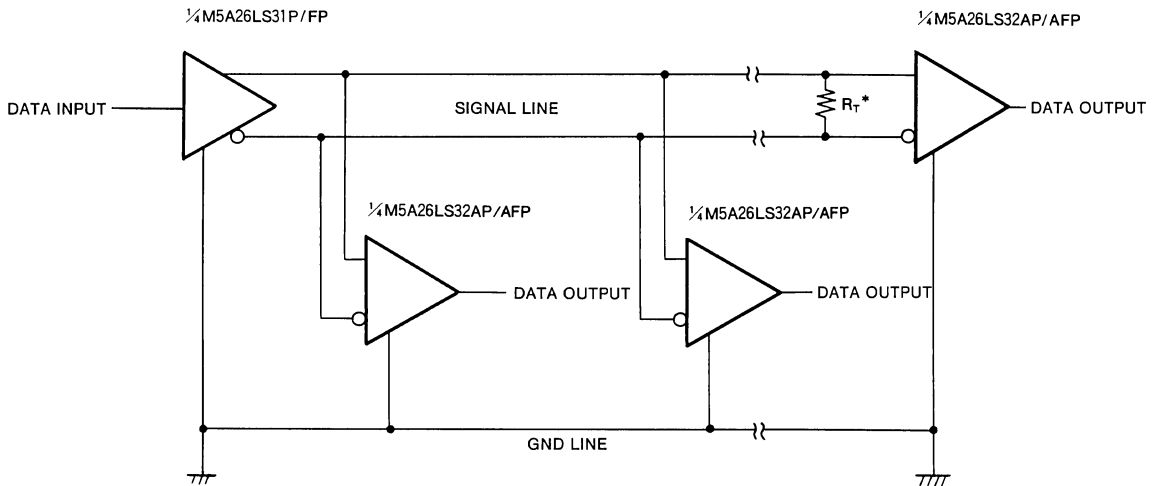 ¼M5A26LS31P/FP
¼M5A26LS32AP/AFP
DATA INPUT
SIGNAL LINE
RT*
DATA OUTPUT
¼M5A26LS32AP/AFP
¼M5A26LS32AP/AFP
DATA OUTPUT
DATA OUTPUT
GND LINE